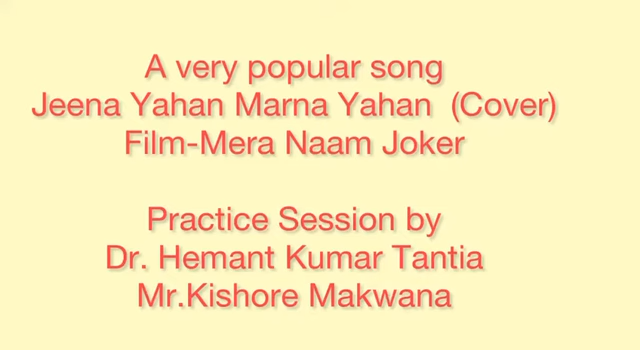 A very popular song
Jeena Yahan Marna Yahan (Cover)
Film-Mera Naam Joker
Practice Session by
Dr. Hemant Kumar Tantia
Mr.Kishore Makwana